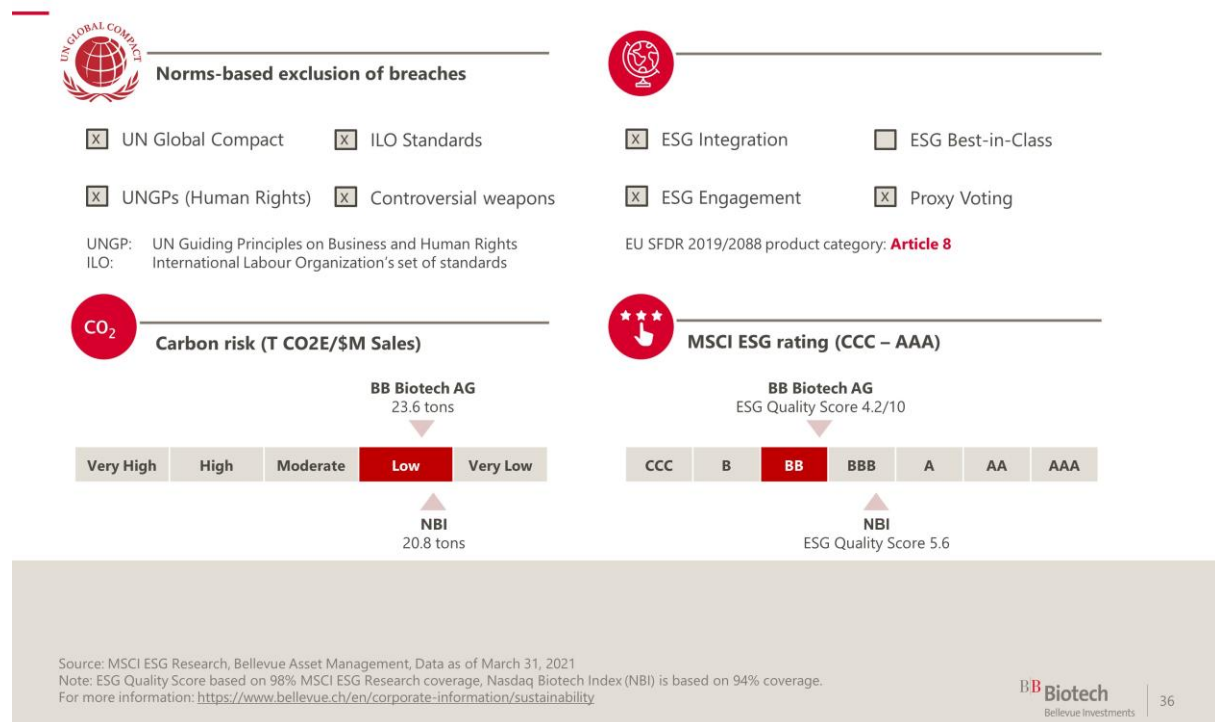 UN GLOBAL COMPACT
Norms-based exclusion of breaches
X UN Global Compact
X ILO Standards
X UNGPs (Human Rights)
X Controversial weapons
UNGP: UN Guiding Principles on Business and Human Rights
ILO: International Labour Organization's set of standards
X ESG Integration
ESG Best-in-Class
X ESG Engagement
X Proxy Voting
EU SFDR 2019/2088 product category: Article 8
CO2
Carbon risk (T CO2E/$M Sales)
BB Biotech AG
23.6 tons
Very High High Moderate Low Very Low
NBI
20.8 tons
MSCI ESG rating (CCC – AAA)
BB Biotech AG
ESG Quality Score 4.2/10
CCC B BB BBB A AA AAA
NBI
ESG Quality Score 5.6
Source: MSCI ESG Research, Bellevue Asset Management, Data as of March 31, 2021
Note: ESG Quality Score based on 98% MSCI ESG Research coverage, Nasdaq Biotech Index (NBI) is based on 94% coverage.
For more information: https://www.bellevue.ch/en/corporate-information/sustainability
BB Biotech
Bellevue Investments
36